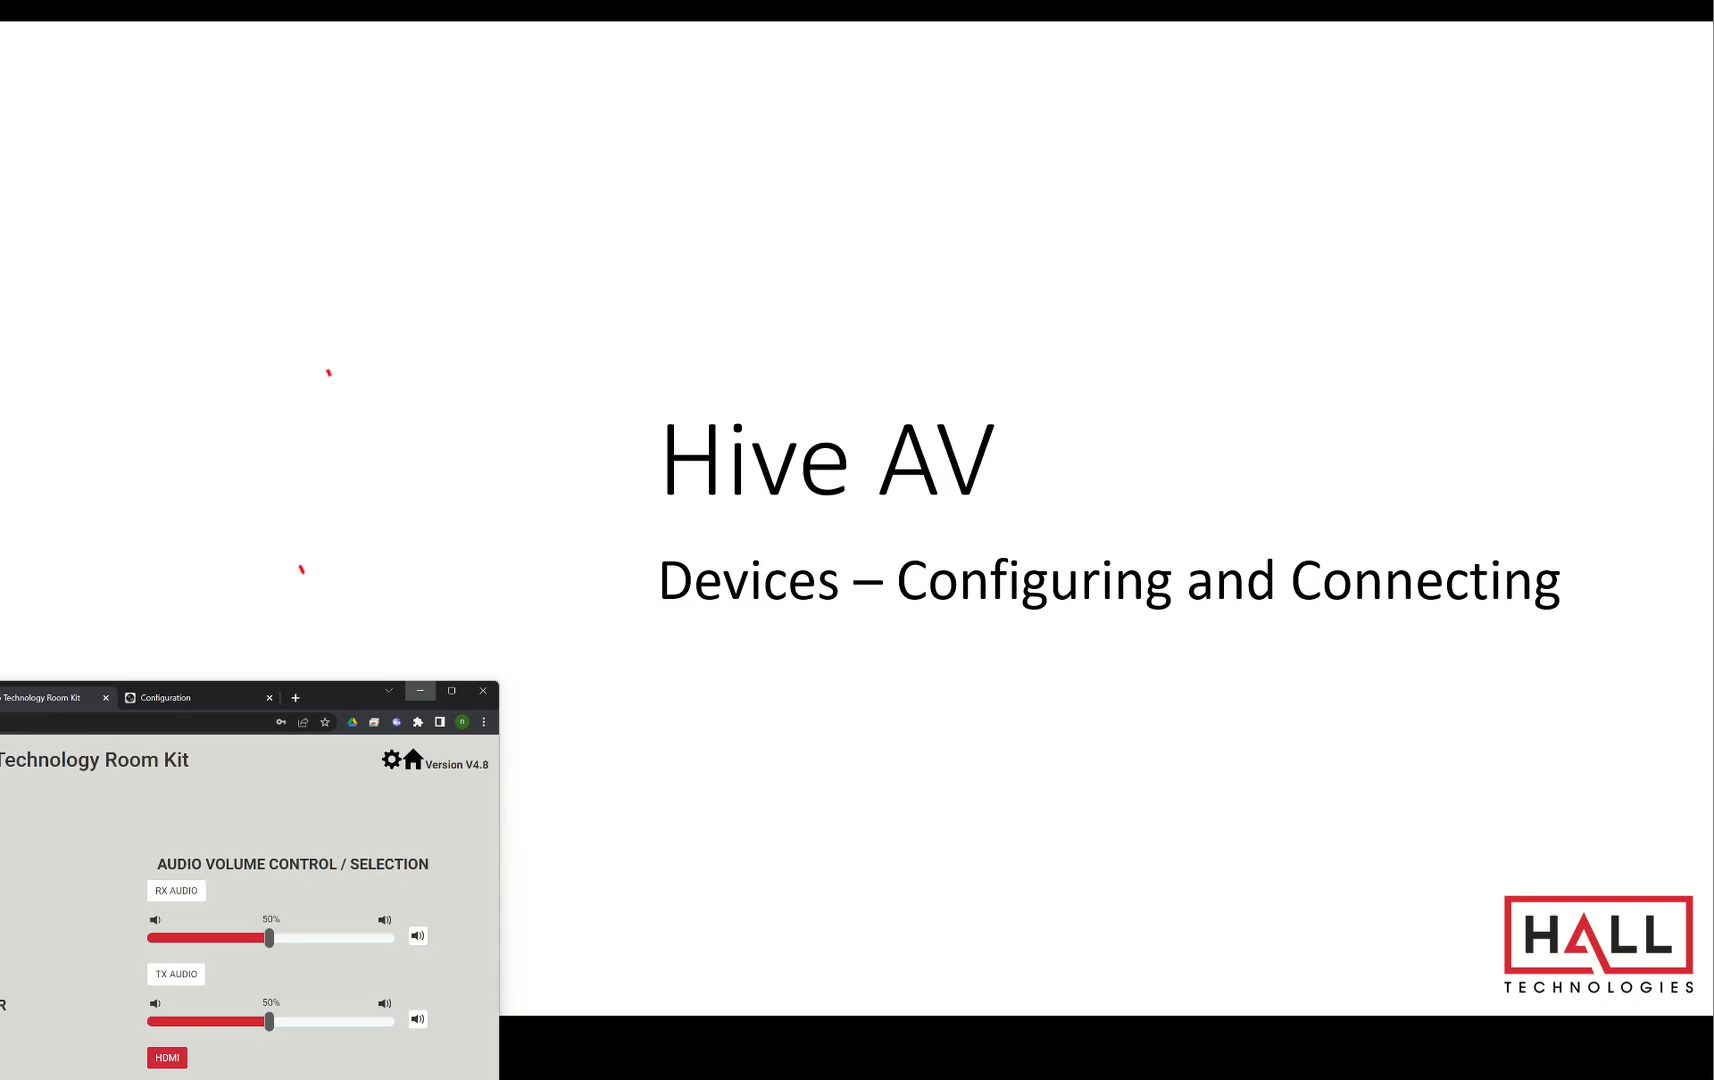 Hive AV
Devices – Configuring and Connecting
Technology Room Kit
Configuration
n
Technology Room Kit
Version V4.8
AUDIO VOLUME CONTROL / SELECTION
RX AUDIO
50%
TX AUDIO
50%
R
HDMI
HALL
TECHNOLOGIES